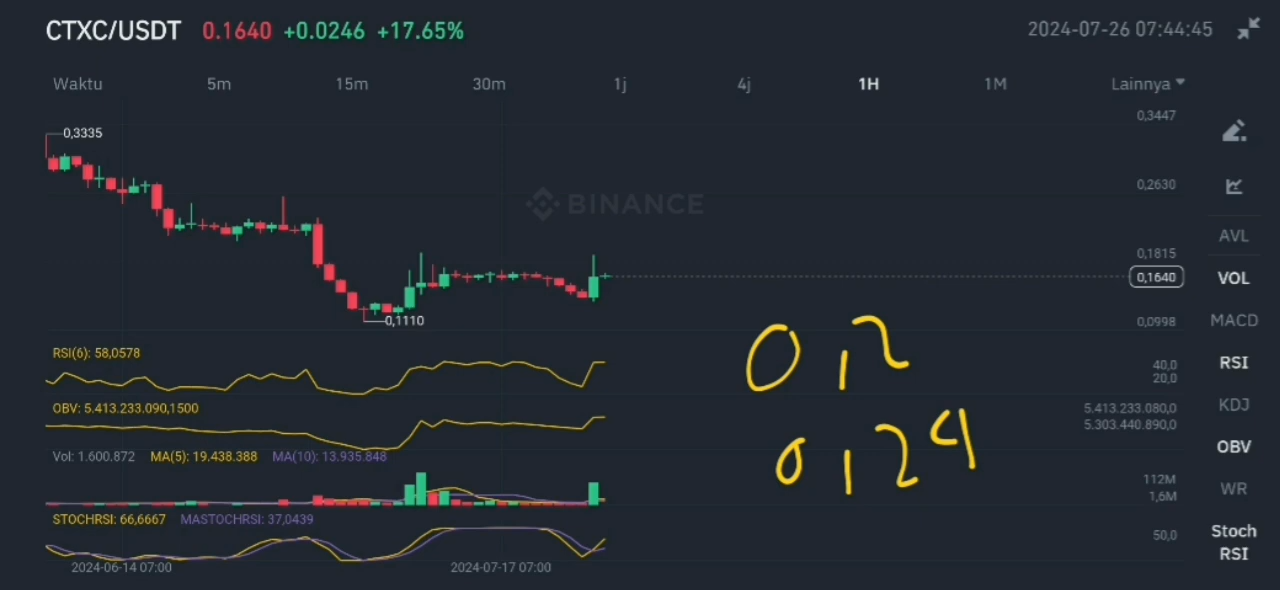 CTXC/USDT 0.1640 +0.0246 +17.65% 2024-07-26 07:44:45
Waktu 5m 15m 30m 1j 4j 1H 1M Lainnya
0,3447
0,3335
0,2630
BINANCE
AVL
0,1815
0,1640
VOL
0,1110
0,0998
MACD
0,2
RSI(6): 58,0578
40,0
20,0
RSI
OBV: 5.413.233.090,1500
5.413.233.080,0
5.303.440.890,0
KDJ
0,24
OBV
Vol: 1.600.872 MA(5): 19.438.388 MA(10): 13.935.848
112M
1,6M
WR
STOCHRSI: 66,6667 MASTOCHRSI: 37,0439
50,0
Stoch
RSI
2024-06-14 07:00 2024-07-17 07:00